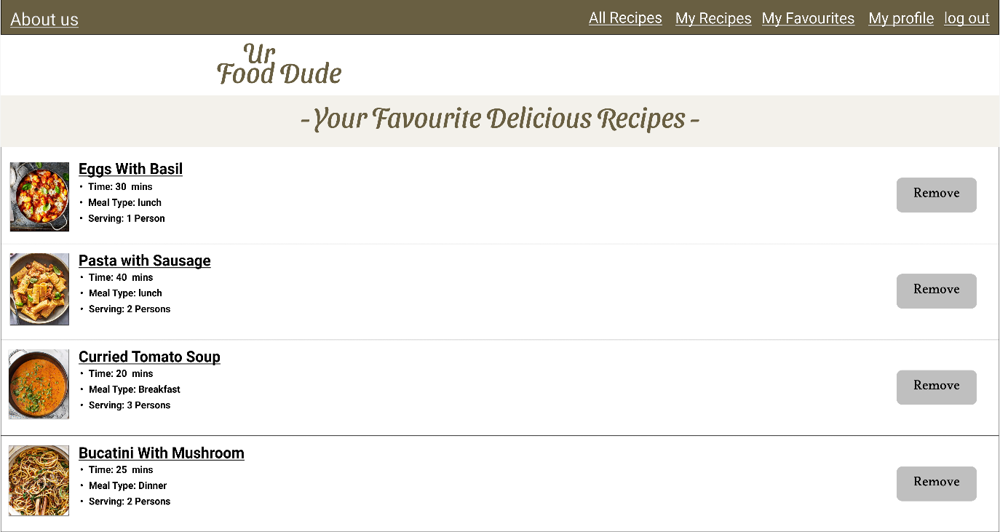 About us All Recipes My Recipes My Favourites My profile log out
Ur
Food Dude
- Your Favourite Delicious Recipes -
Eggs With Basil
• Time: 30 mins
• Meal Type: lunch
• Serving: 1 Person
Remove
Pasta with Sausage
• Time: 40 mins
• Meal Type: lunch
• Serving: 2 Persons
Remove
Curried Tomato Soup
• Time: 20 mins
• Meal Type: Breakfast
• Serving: 3 Persons
Remove
Bucatini With Mushroom
• Time: 25 mins
• Meal Type: Dinner
• Serving: 2 Persons
Remove